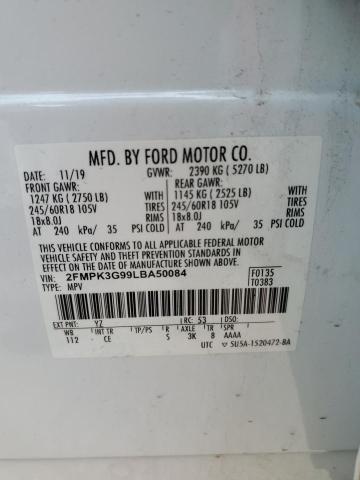 MFD. BY FORD MOTOR CO.
DATE: 11/19 GVWR: 2390 KG (5270 LB)
FRONT GAWR: REAR GAWR:
1247 KG (2750 LB) 1145 KG (2525 LB)
245/60R18 105V TIRES 245/60R18 105V
18x8.0J RIMS 18x8.0J
AT 240 kPa/ 35 PSI COLD AT 240 kPa/ 35 PSI COLD
THIS VEHICLE CONFORMS TO ALL APPLICABLE FEDERAL MOTOR
VEHICLE SAFETY AND THEFT PREVENTION STANDARDS IN EFFECT
ON THE DATE OF MANUFACTURE SHOWN ABOVE.
VIN: 2FMPK3G99LBA50084 F0135
TYPE: MPV T0383
EXT PNT: YZ RC: 53
WB INT TR TP/PS R AXLE TR SPR
112 CE S 3K 8 AAAA
UTC 5U5A-1520472-BA